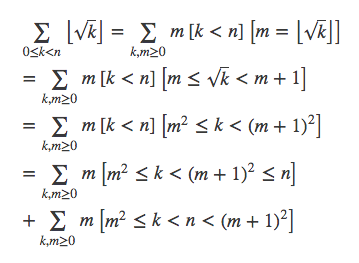 ∑_{0≤k<n} ⌊√k⌋ = ∑_{k,m≥0} m [k < n] [m = ⌊√k⌋]
= ∑_{k,m≥0} m [k < n] [m ≤ √k < m + 1]
= ∑_{k,m≥0} m [k < n] [m² ≤ k < (m + 1)²]
= ∑_{k,m≥0} m [m² ≤ k < (m + 1)² ≤ n]
+ ∑_{k,m≥0} m [m² ≤ k < n < (m + 1)²]